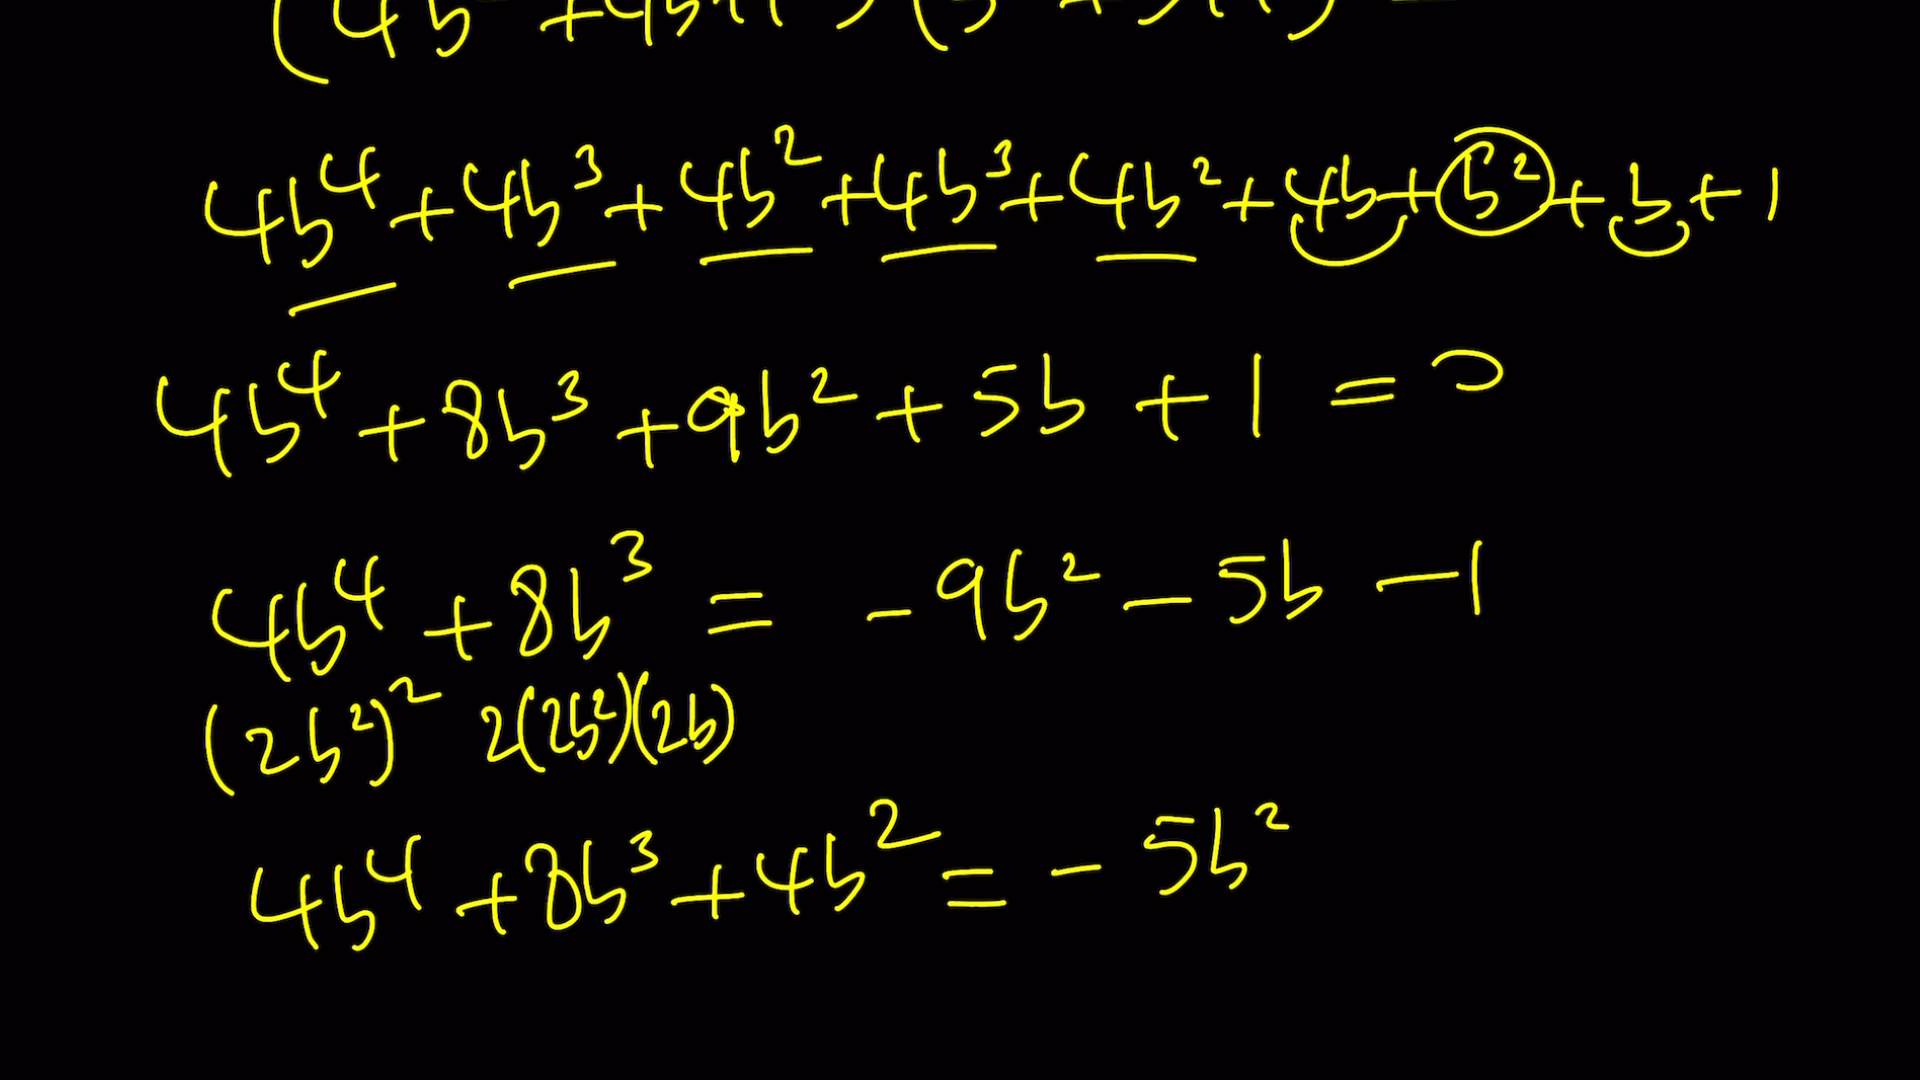 4b⁴ + 4b³ + 4b² + 4b³ + 4b² + 4b + b² + b + 1
4b⁴ + 8b³ + 9b² + 5b + 1 =
4b⁴ + 8b³ = - 9b² - 5b - 1
(2b²)² 2(2b²)(2b)
4b⁴ + 8b³ + 4b² = - 5b²